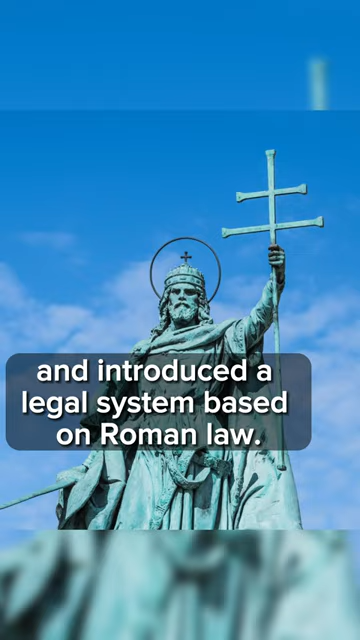 and introduced a
legal system based
on Roman law.